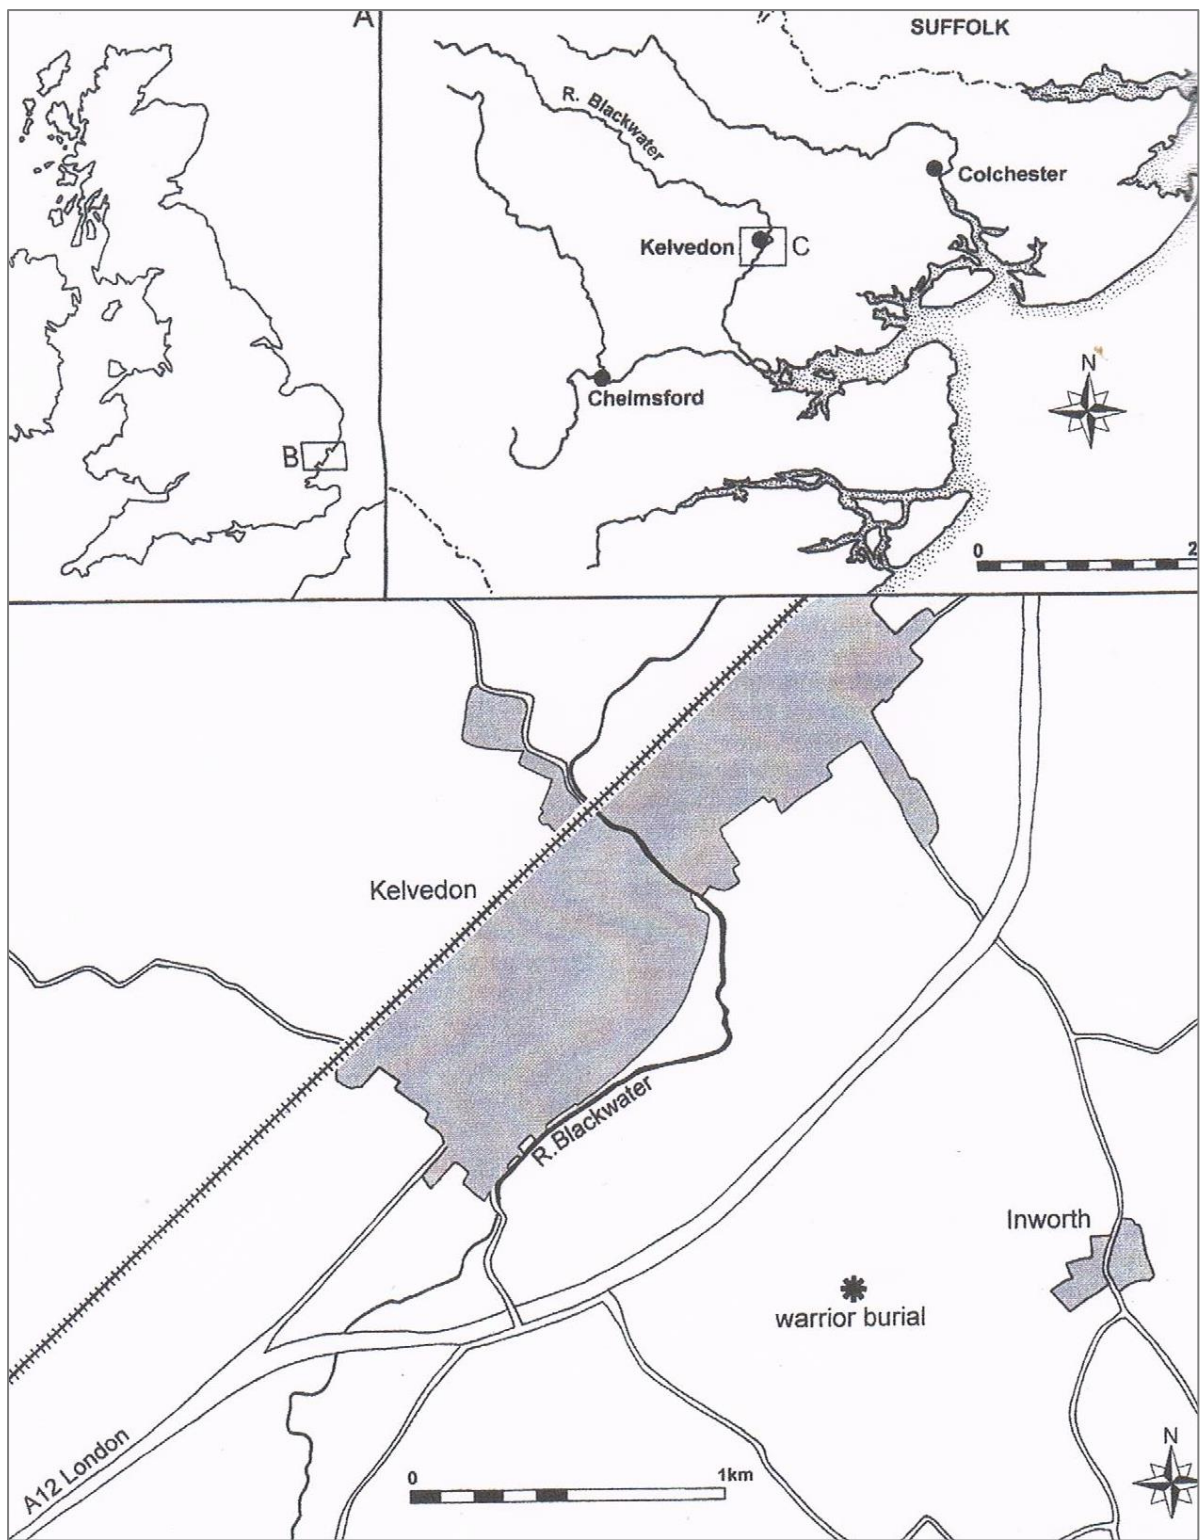 A
SUFFOLK
R. Blackwater
Colchester
Kelvedon
C
B
N
Chelmsford
0 2
Kelvedon
R. Blackwater
Inworth
warrior burial
N
A12 London
0 1km